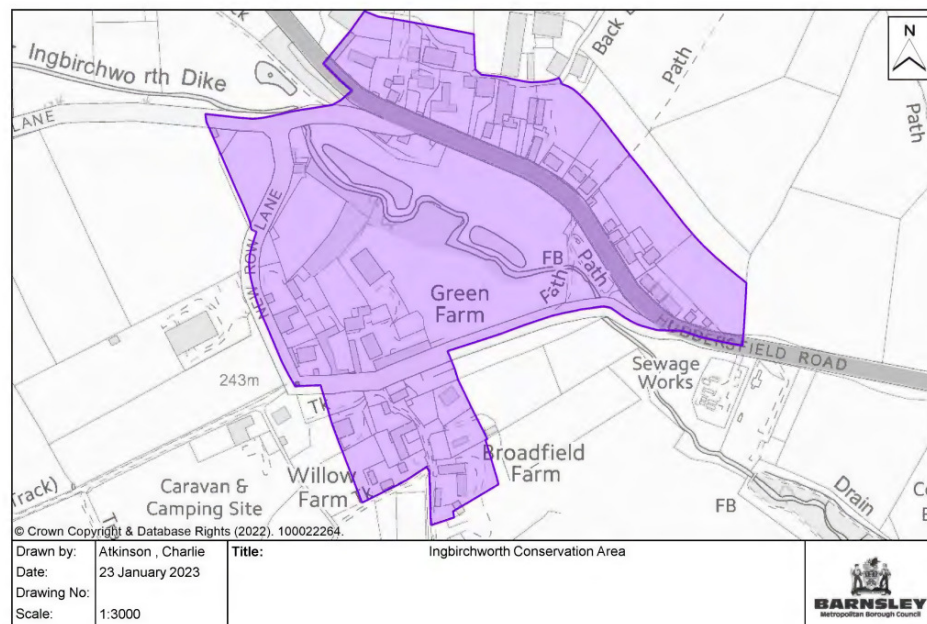 Back
Path
N
Ingbirchwo rth Dike
LANE
Path
NEW ROW LANE
FB
Path
Path
Green
Farm
HUDDERSFIELD ROAD
Sewage
Works
243m
Tk
Broadfield
Farm
Willow
Farm
Tk
Caravan &
Camping Site
Track)
FB
Drain
© Crown Copyright & Database Rights (2022). 100022264.
Drawn by: Atkinson , Charlie
Title: Ingbirchworth Conservation Area
Date: 23 January 2023
Drawing No:
Scale: 1:3000
BARNSLEY
Metropolitan Borough Council